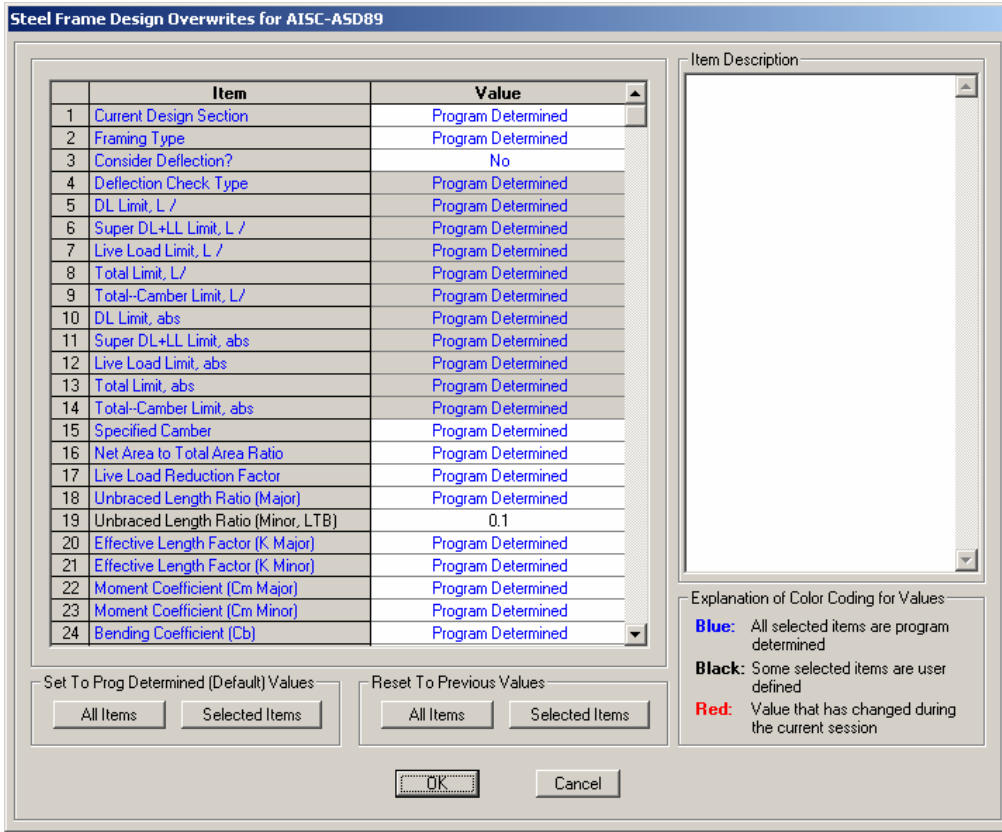 Steel Frame Design Overwrites for AISC-ASD89
Item Value
1 Current Design Section Program Determined
2 Framing Type Program Determined
3 Consider Deflection? No
4 Deflection Check Type Program Determined
5 DL Limit, L / Program Determined
6 Super DL+LL Limit, L / Program Determined
7 Live Load Limit, L / Program Determined
8 Total Limit, L/ Program Determined
9 Total--Camber Limit, L/ Program Determined
10 DL Limit, abs Program Determined
11 Super DL+LL Limit, abs Program Determined
12 Live Load Limit, abs Program Determined
13 Total Limit, abs Program Determined
14 Total--Camber Limit, abs Program Determined
15 Specified Camber Program Determined
16 Net Area to Total Area Ratio Program Determined
17 Live Load Reduction Factor Program Determined
18 Unbraced Length Ratio (Major) Program Determined
19 Unbraced Length Ratio (Minor, LTB) 0.1
20 Effective Length Factor (K Major) Program Determined
21 Effective Length Factor (K Minor) Program Determined
22 Moment Coefficient (Cm Major) Program Determined
23 Moment Coefficient (Cm Minor) Program Determined
24 Bending Coefficient (Cb) Program Determined
Item Description
Explanation of Color Coding for Values
Blue: All selected items are program
determined
Black: Some selected items are user
defined
Red: Value that has changed during
the current session
Set To Prog Determined (Default) Values
All Items Selected Items
Reset To Previous Values
All Items Selected Items
OK Cancel